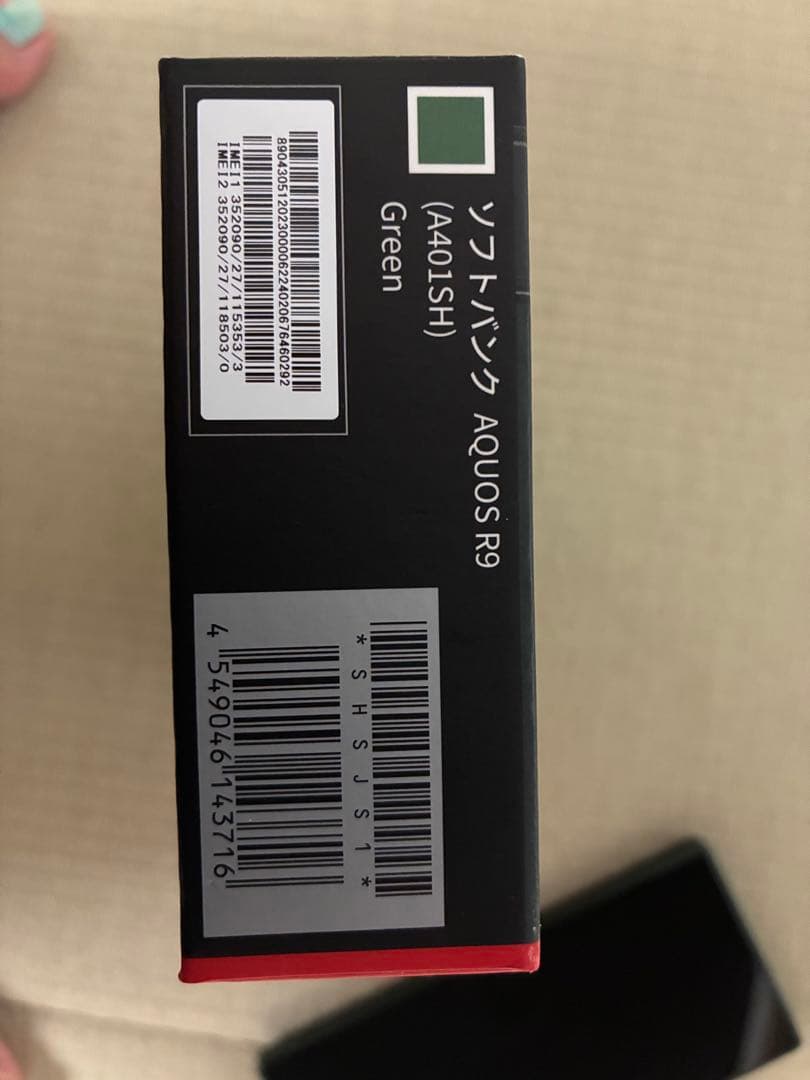 ソフトバンク AQUOS R9
(A401SH)
Green
89043051202300006224020676460292
IMEI1 352090/27/115353/3
IMEI2 352090/27/118503/0
*SHSJS1*
4 549046 143716